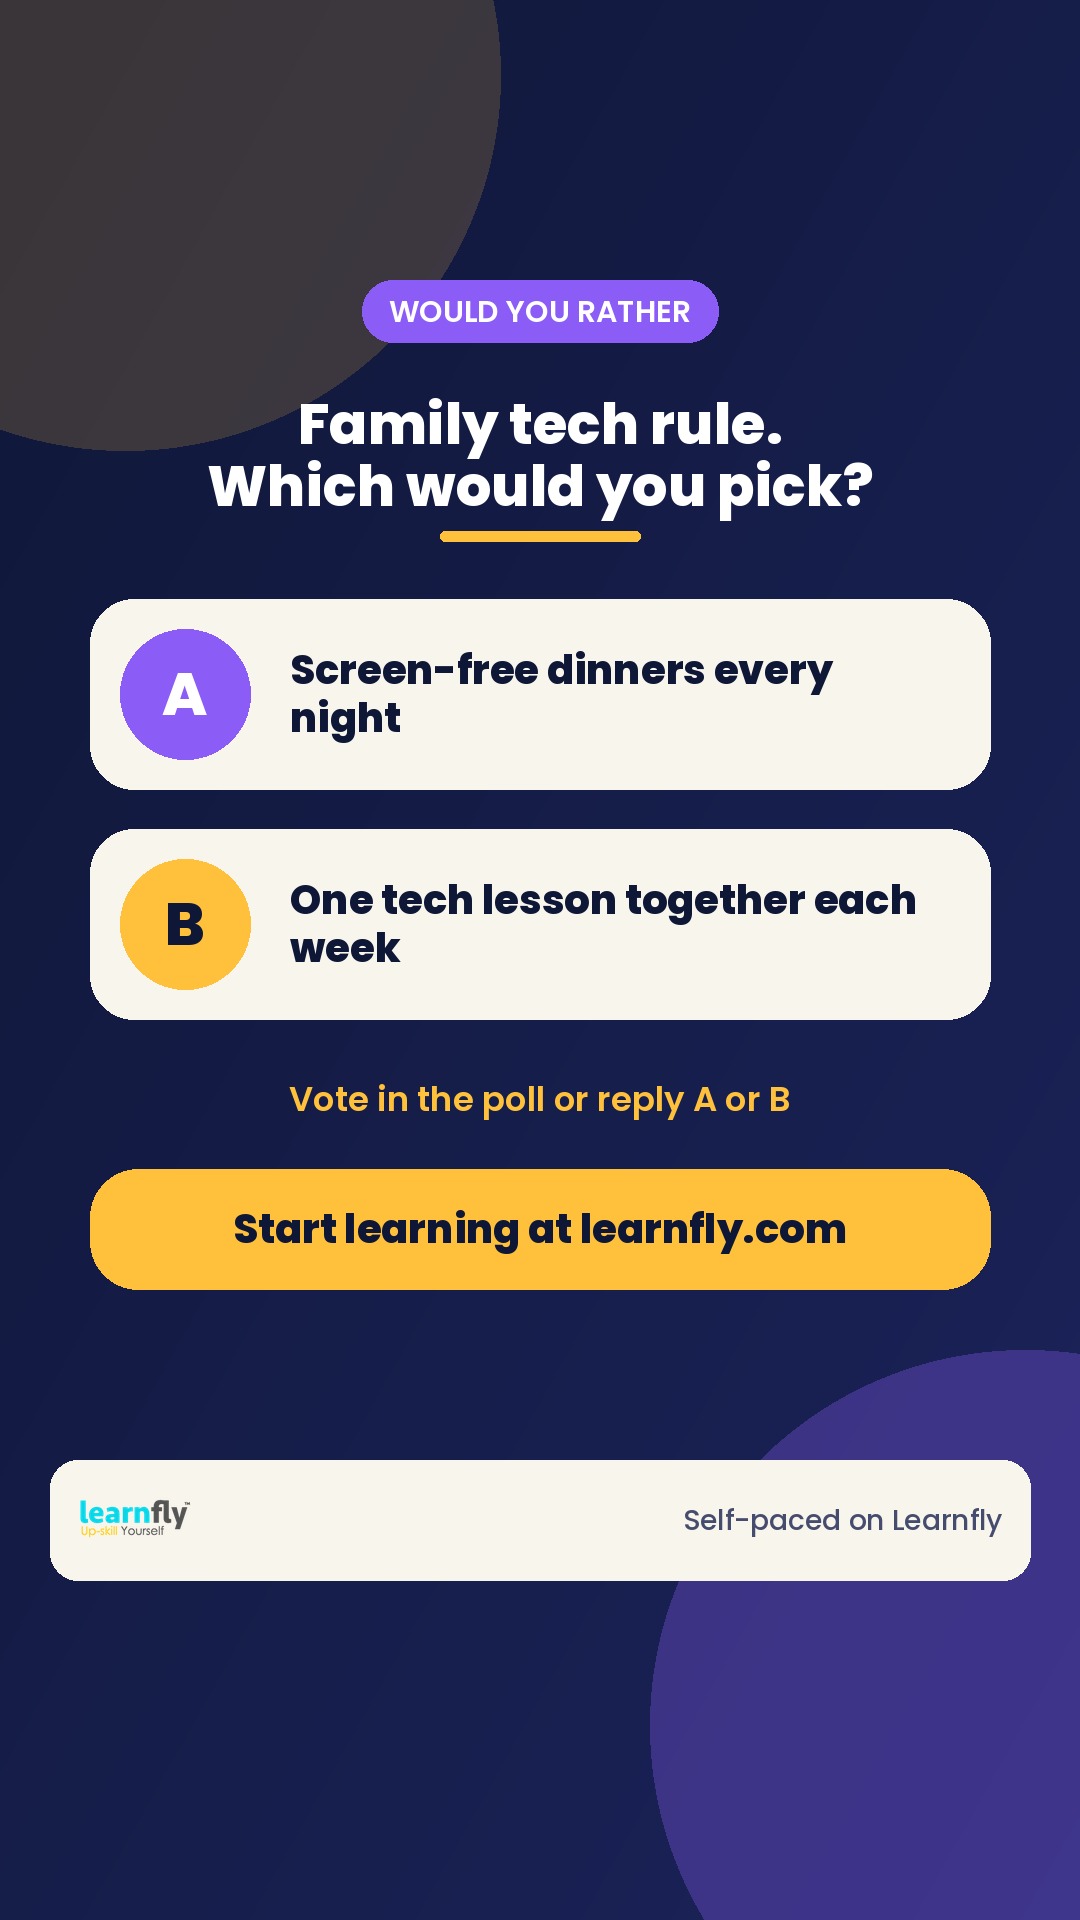 WOULD YOU RATHER
Family tech rule.
Which would you pick?
A
Screen-free dinners every
night
B
One tech lesson together each
week
Vote in the poll or reply A or B
Start learning at learnfly.com
learnfly™
Up-skill Yourself
Self-paced on Learnfly